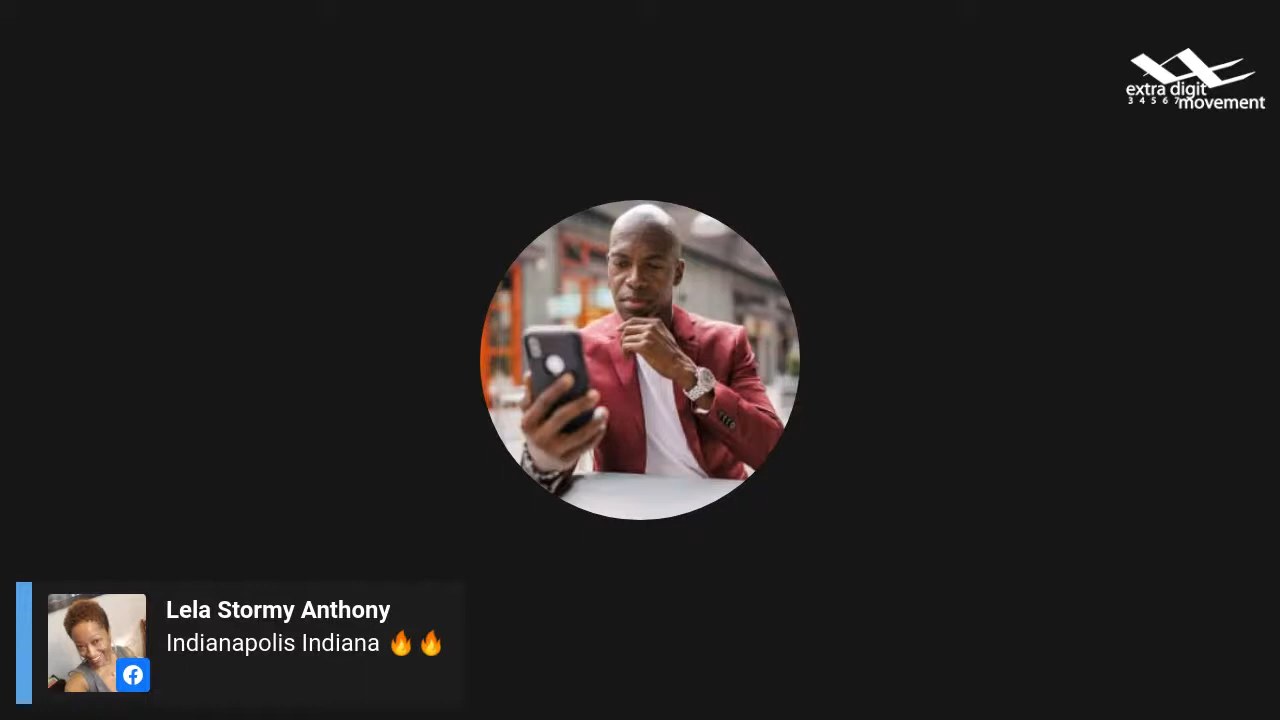 extra digit
3 4 5 6 7 movement
Lela Stormy Anthony
Indianapolis Indiana 🔥🔥